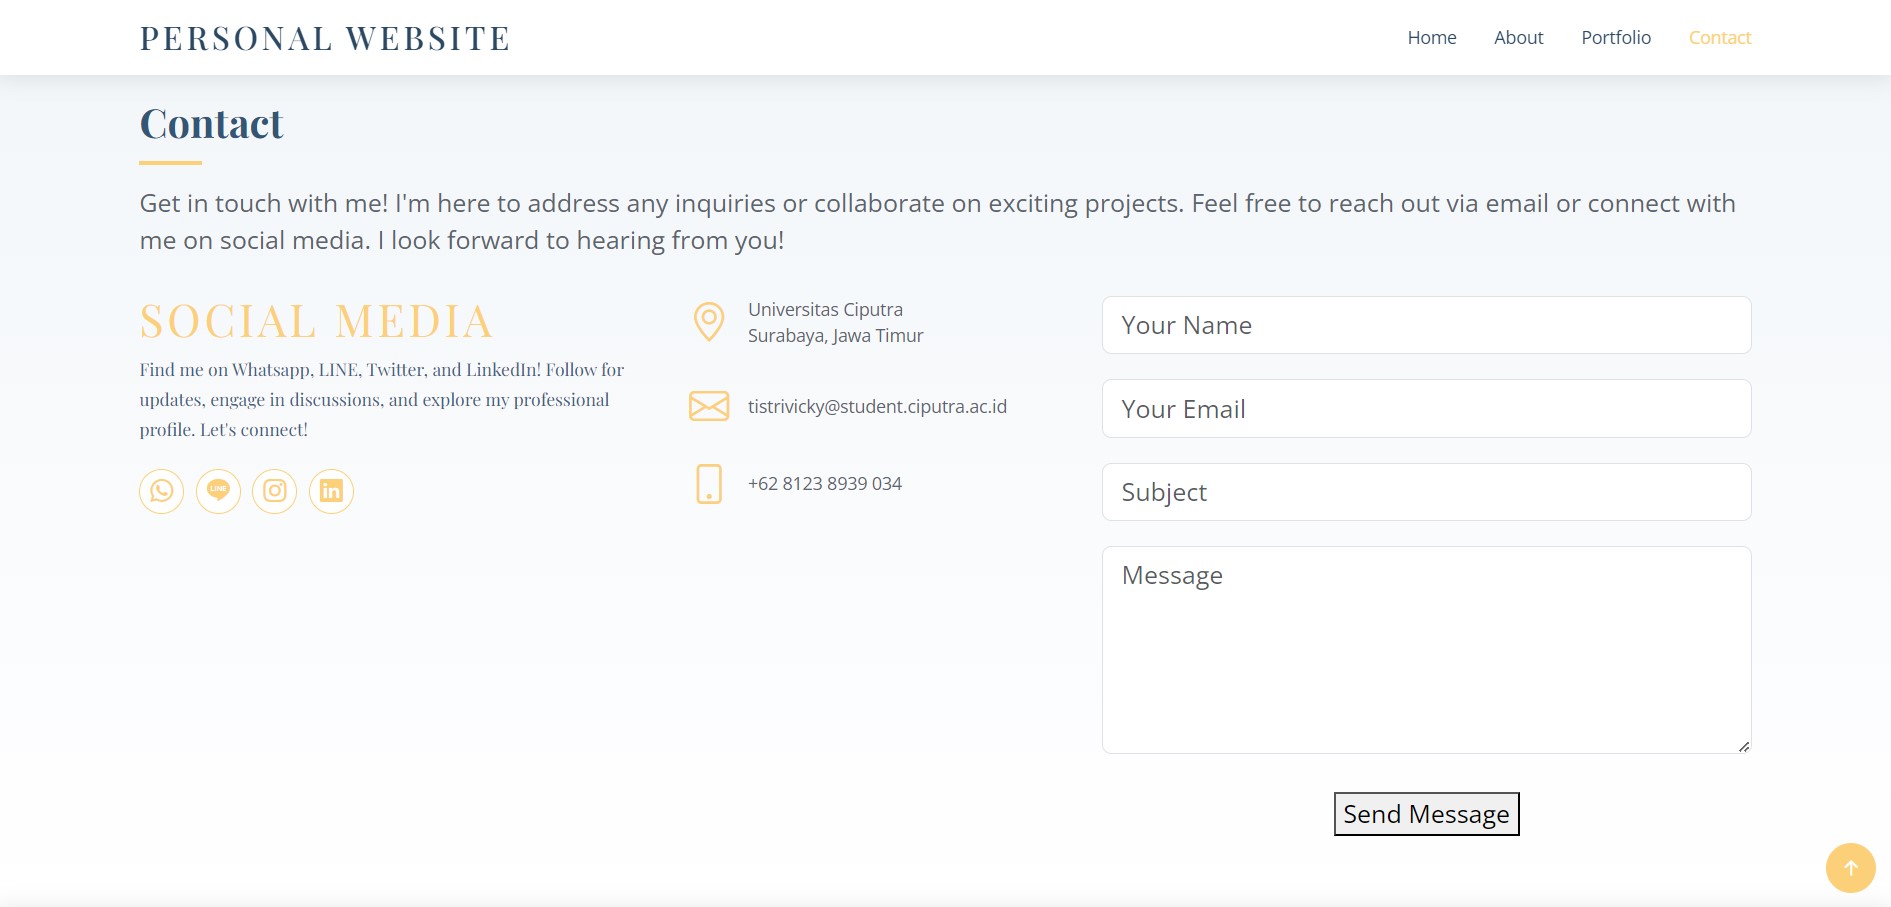 PERSONAL WEBSITE
Home About Portfolio Contact
Contact
Get in touch with me! I'm here to address any inquiries or collaborate on exciting projects. Feel free to reach out via email or connect with
me on social media. I look forward to hearing from you!
SOCIAL MEDIA
Find me on Whatsapp, LINE, Twitter, and LinkedIn! Follow for
updates, engage in discussions, and explore my professional
profile. Let's connect!
LINE
in
Universitas Ciputra
Surabaya, Jawa Timur
tistrivicky@student.ciputra.ac.id
+62 8123 8939 034
Your Name
Your Email
Subject
Message
Send Message